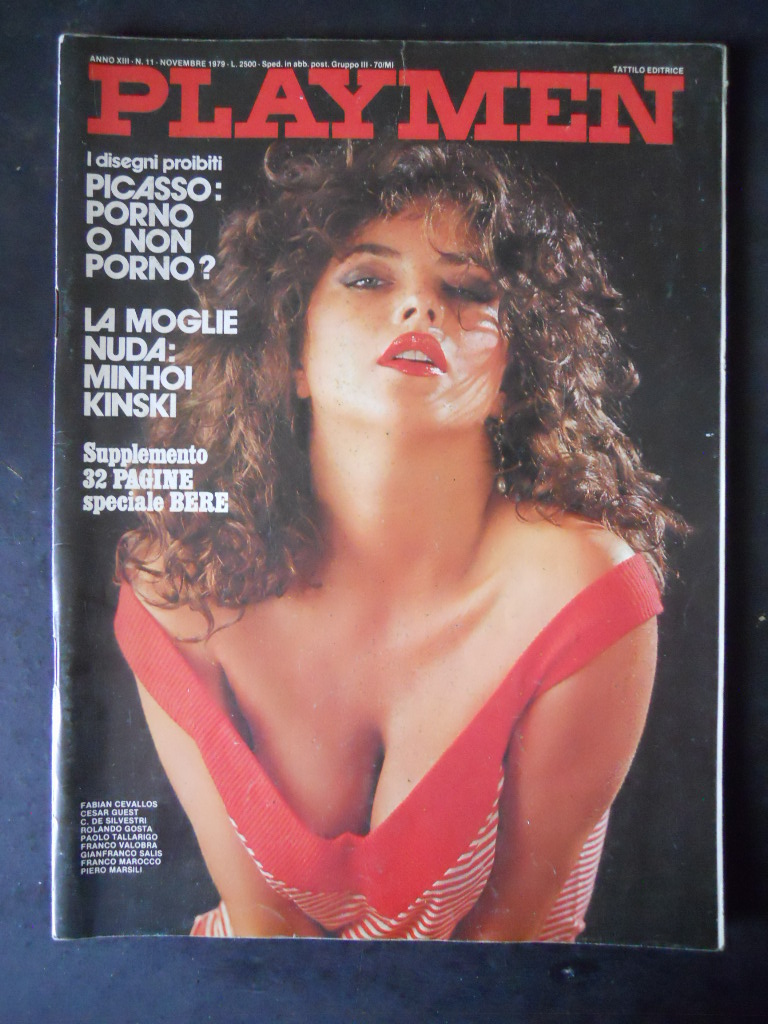 ANNO XIII - N. 11 - NOVEMBRE 1979 - L. 2500 - Sped. in abb. post. Gruppo III - 70/MI
TATTILO EDITRICE
PLAYMEN
I disegni proibiti
PICASSO:
PORNO
O NON
PORNO?
LA MOGLIE
NUDA:
MINHOI
KINSKI
Supplemento
32 PAGINE
speciale BERE
FABIAN CEVALLOS
CESAR GUEST
C. DE SILVESTRI
ROLANDO GOSTA
PAOLO TALLARIGO
FRANCO VALOBRA
GIANFRANCO SALIS
FRANCO MAROCCO
PIERO MARSILI